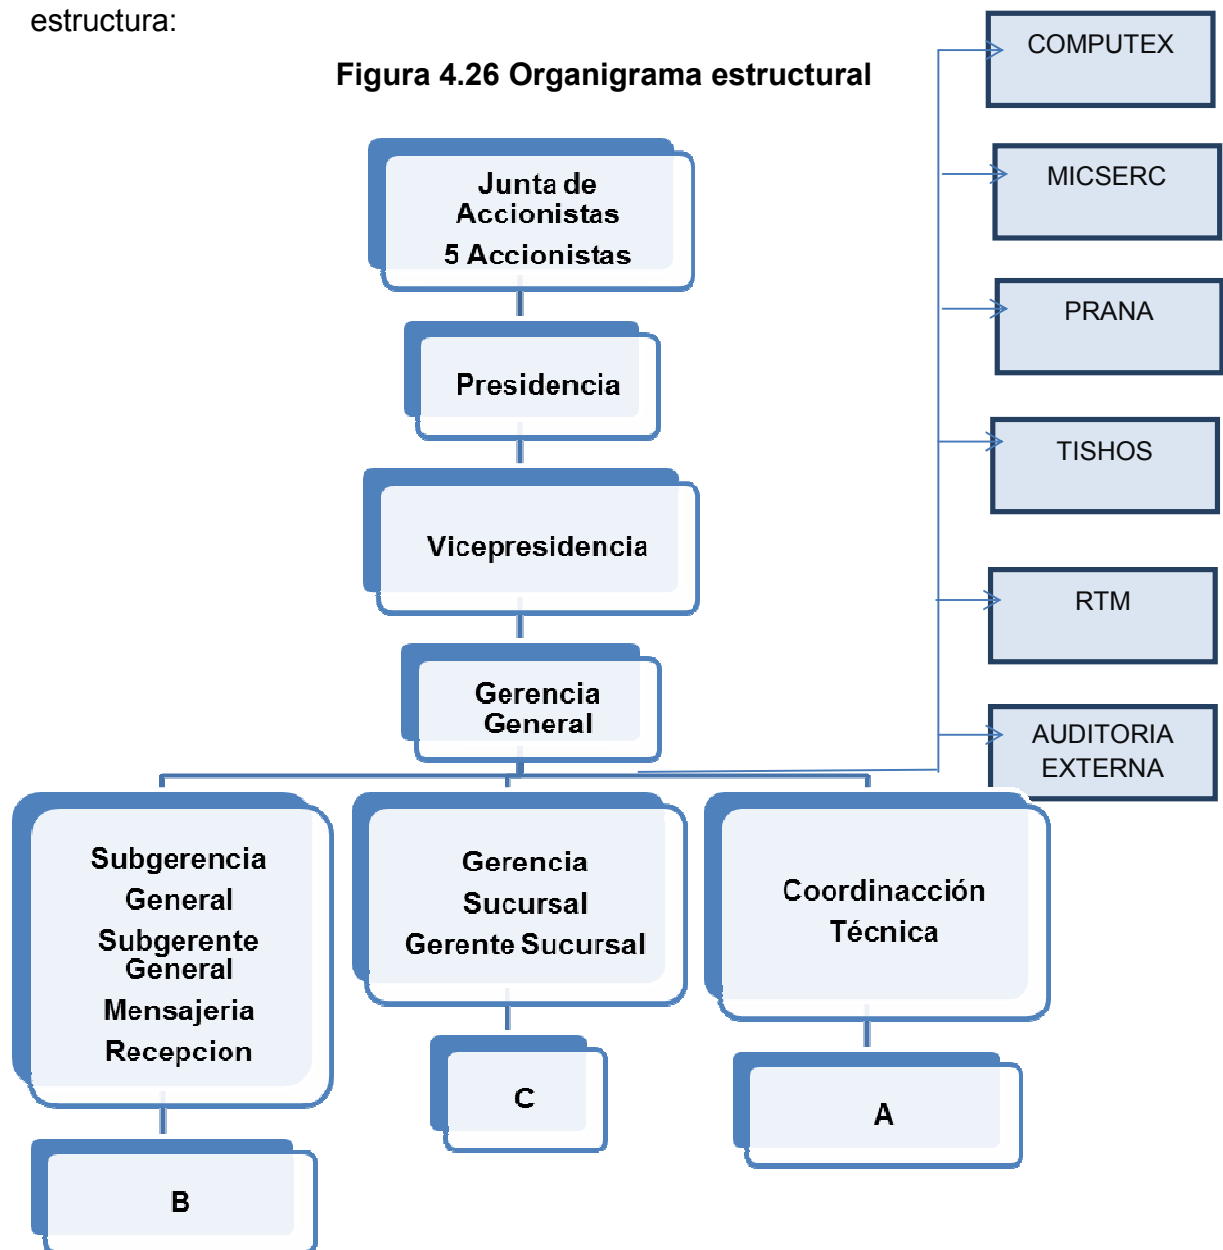 estructura:
Figura 4.26 Organigrama estructural
COMPUTEX
MICSERC
PRANA
TISHOS
RTM
AUDITORIA
EXTERNA
Junta de
Accionistas
5 Accionistas
Presidencia
Vicepresidencia
Gerencia
General
Subgerencia
General
Subgerente
General
Mensajeria
Recepcion
Gerencia
Sucursal
Gerente Sucursal
Coordinacción
Técnica
C
A
B